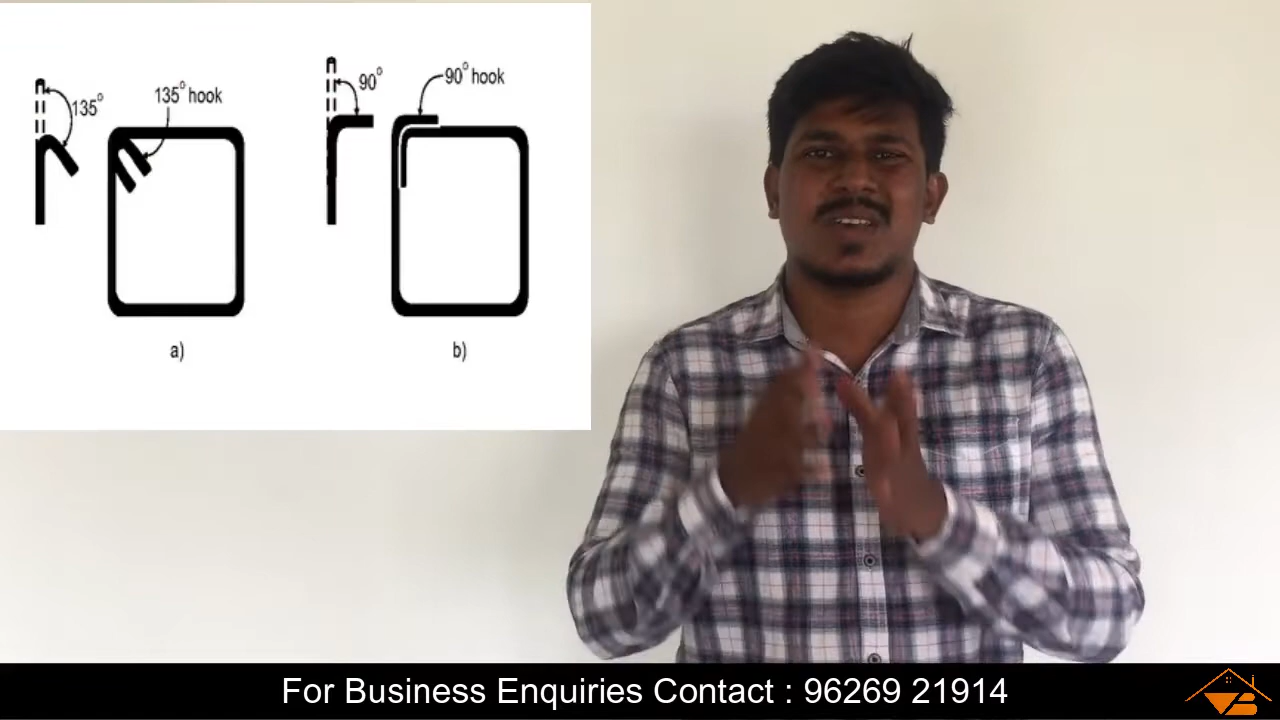 135°
135° hook
90°
90° hook
a)
b)
For Business Enquiries Contact : 96269 21914